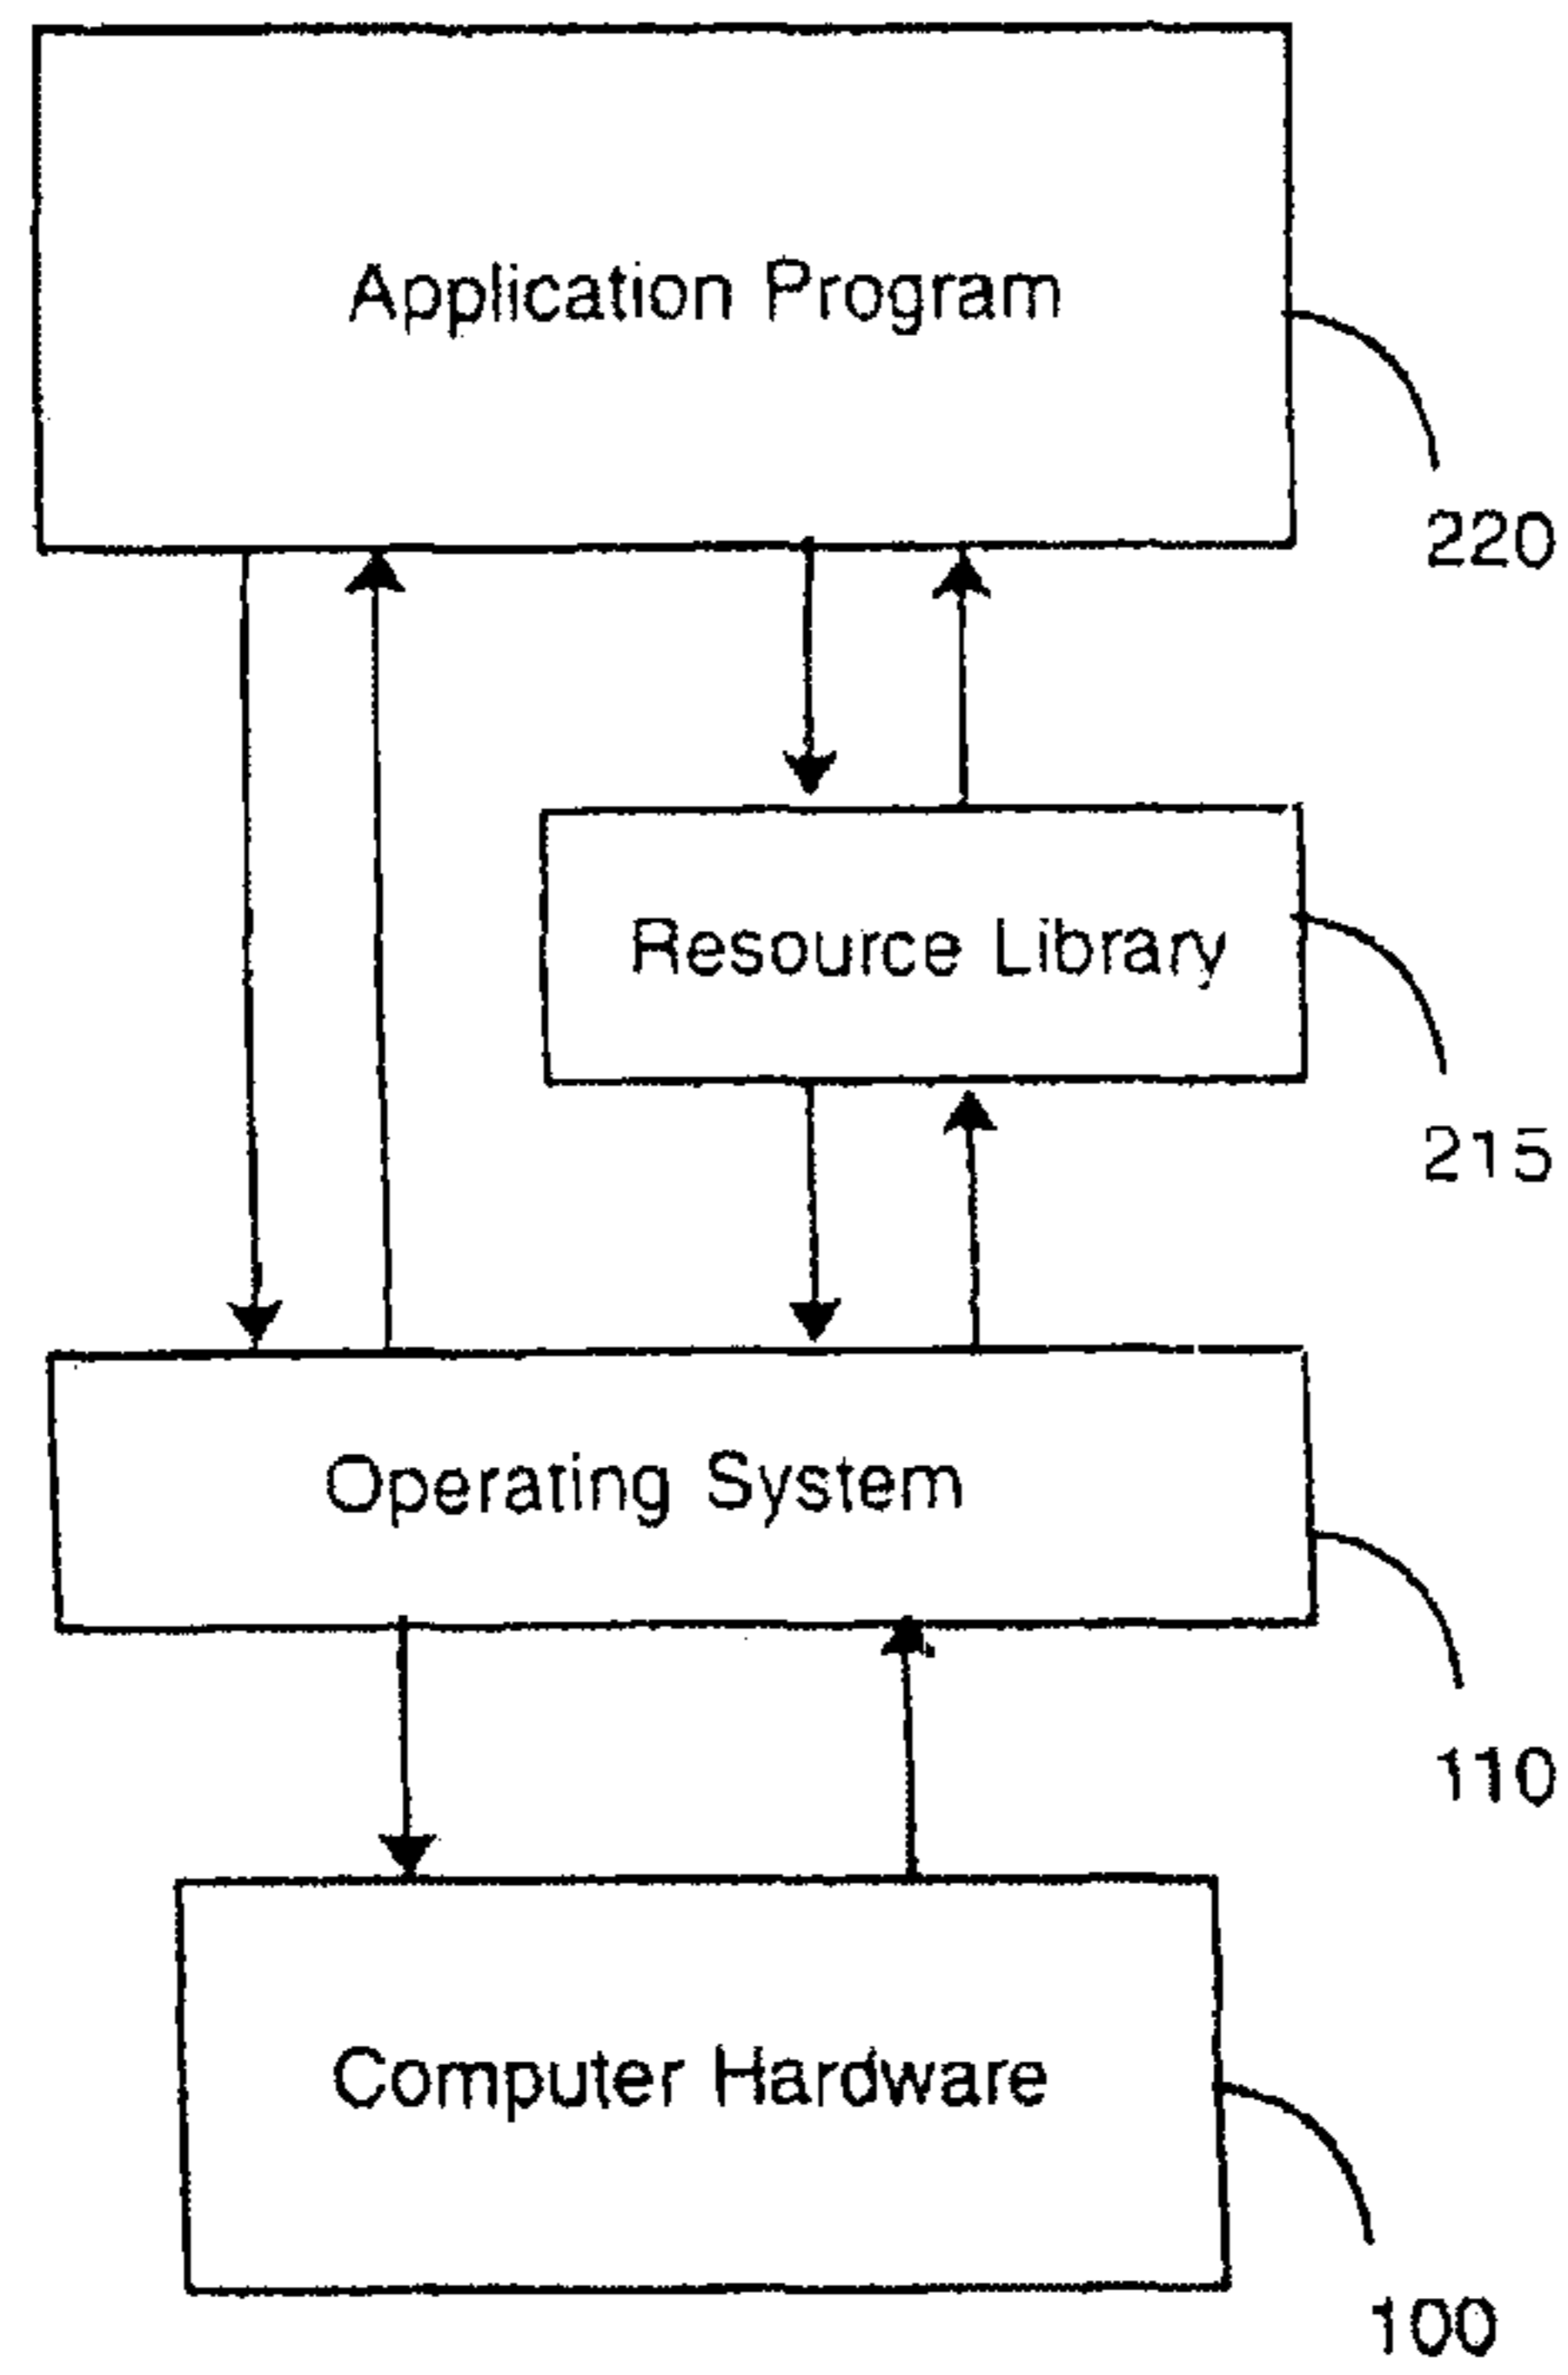 Application Program
220
Resource Library
215
Operating System
110
Computer Hardware
100